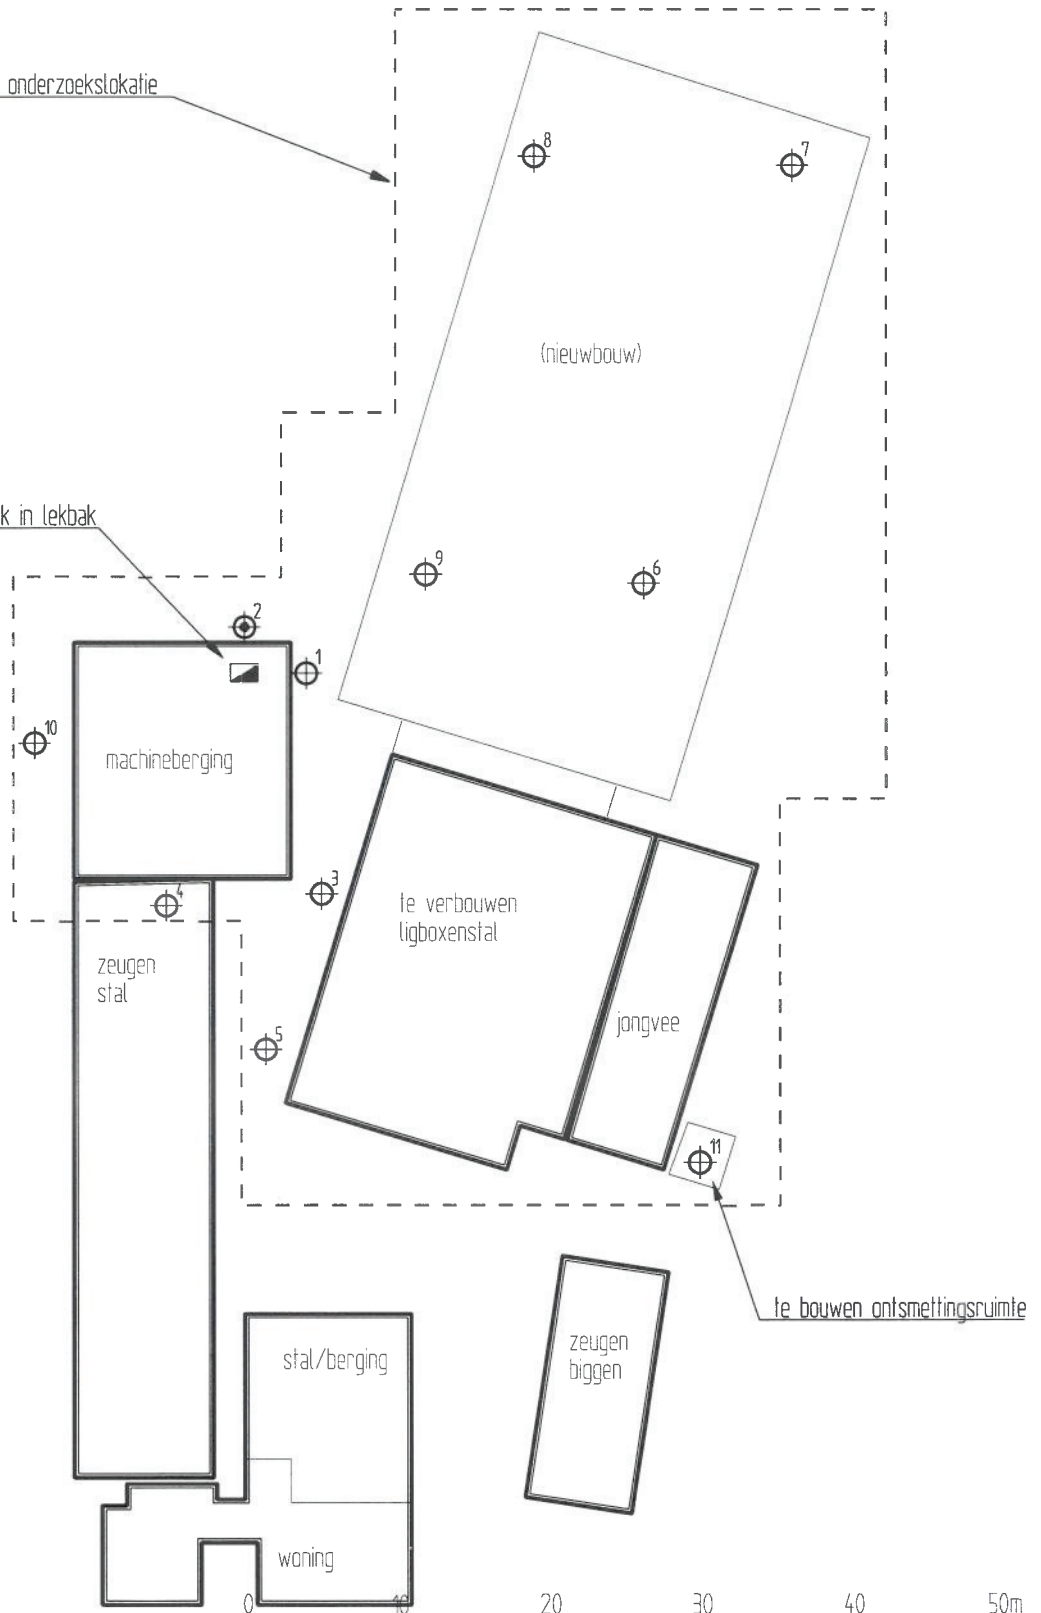 onderzoekslokatie
8
7
(nieuwbouw)
k in lekbak
9
6
2
1
10
machineberging
3
4
te verbouwen
ligboxenstal
zeugen
stal
jongvee
5
11
te bouwen ontsmettingsruimte
zeugen
biggen
stal/berging
woning
0 10 20 30 40 50m